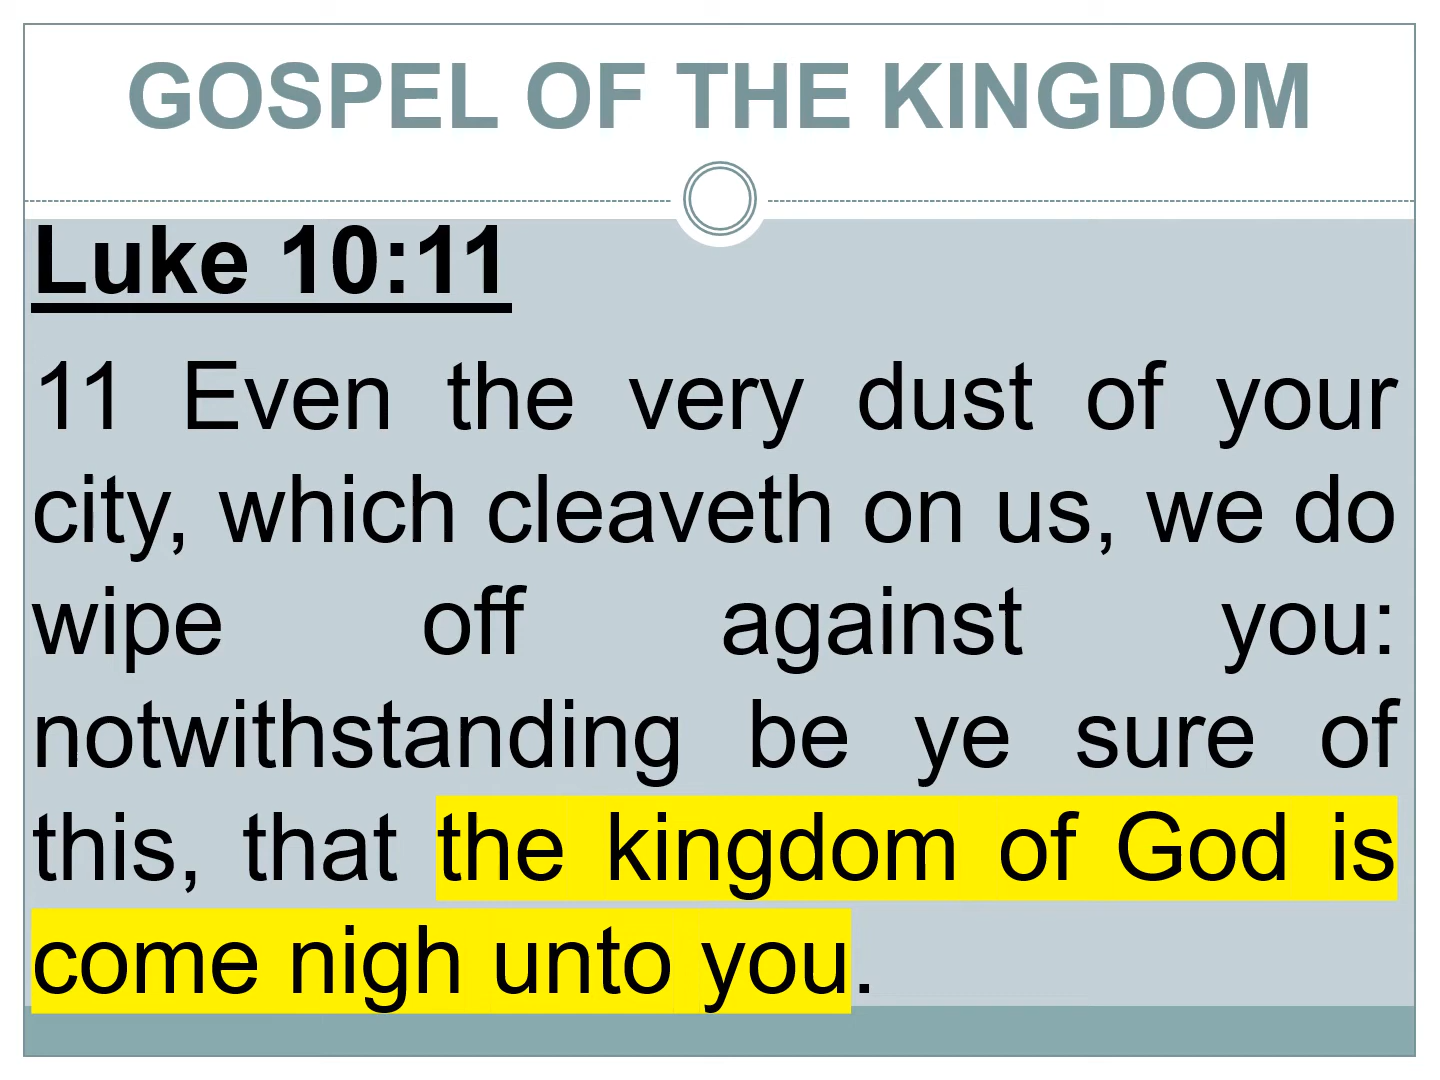 GOSPEL OF THE KINGDOM
Luke 10:11
11 Even the very dust of your
city, which cleaveth on us, we do
wipe off against you:
notwithstanding be ye sure of
this, that the kingdom of God is
come nigh unto you.